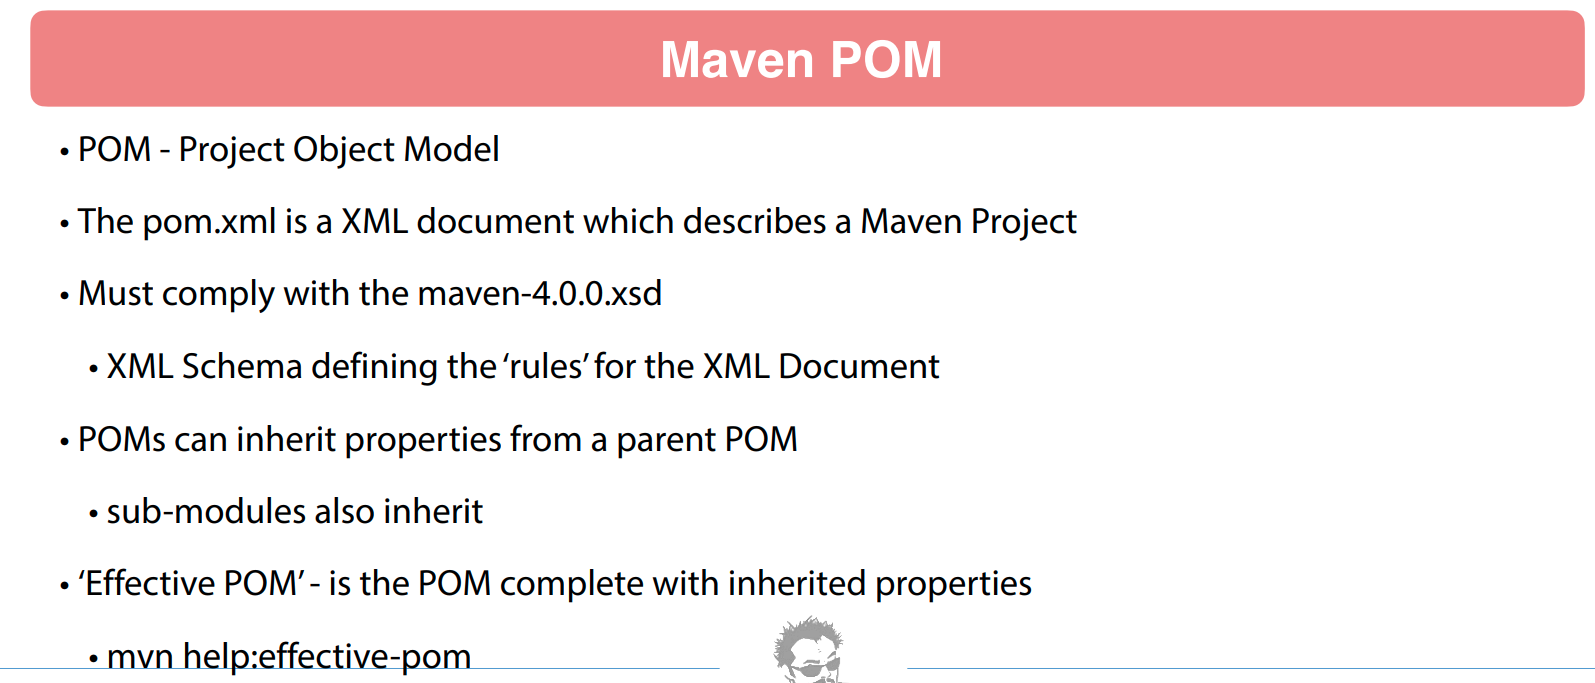 Maven POM
• POM - Project Object Model
• The pom.xml is a XML document which describes a Maven Project
• Must comply with the maven-4.0.0.xsd
• XML Schema defining the ‘rules’ for the XML Document
• POMs can inherit properties from a parent POM
• sub-modules also inherit
• ‘Effective POM’ - is the POM complete with inherited properties
• mvn help:effective-pom